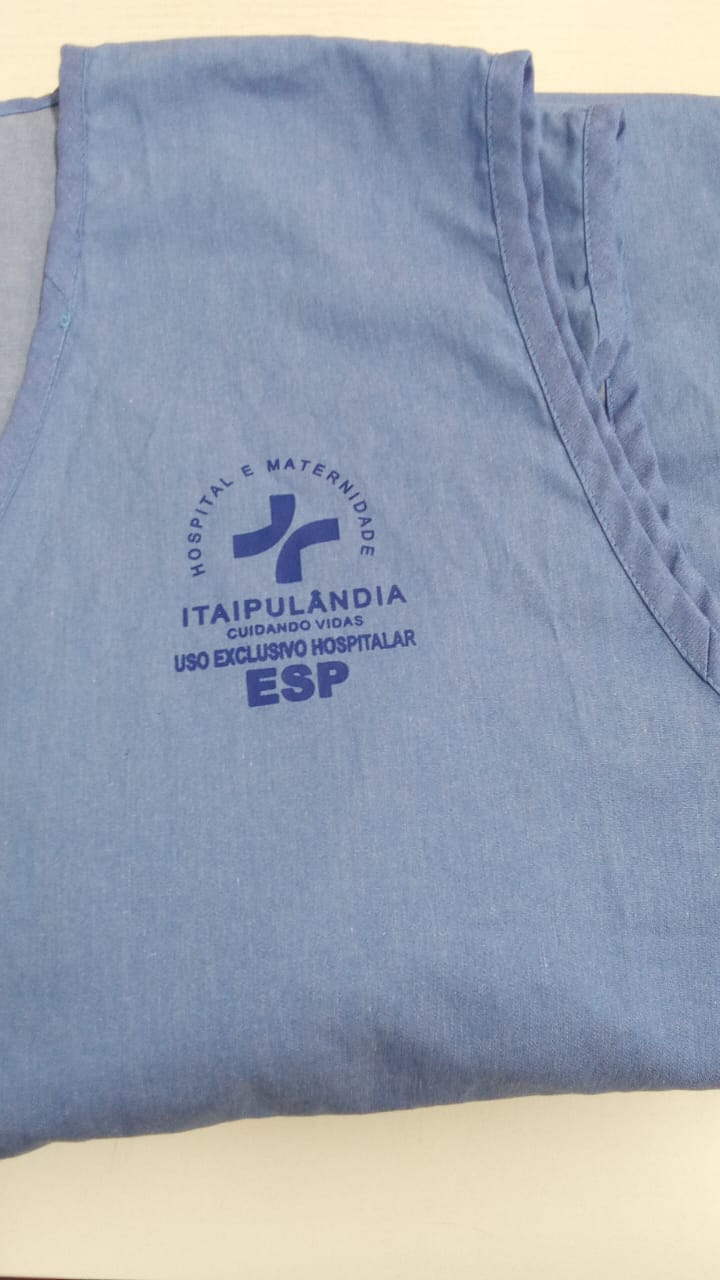 HOSPITAL E MATERNIDADE
ITAIPULÂNDIA
CUIDANDO VIDAS
USO EXCLUSIVO HOSPITALAR
ESP